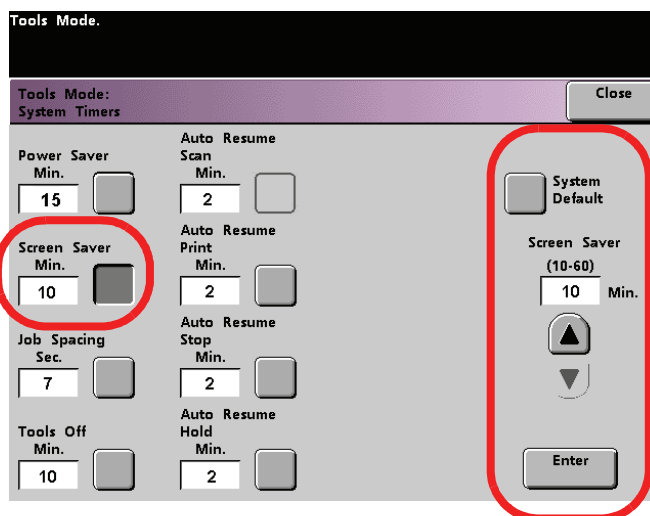 Tools Mode.
Tools Mode:
System Timers
Close
Power Saver
Min.
15
Screen Saver
Min.
10
Job Spacing
Sec.
7
Tools Off
Min.
10
Auto Resume
Scan
Min.
2
Auto Resume
Print
Min.
2
Auto Resume
Stop
Min.
2
Auto Resume
Hold
Min.
2
System
Default
Screen Saver
(10-60)
10 Min.
Enter